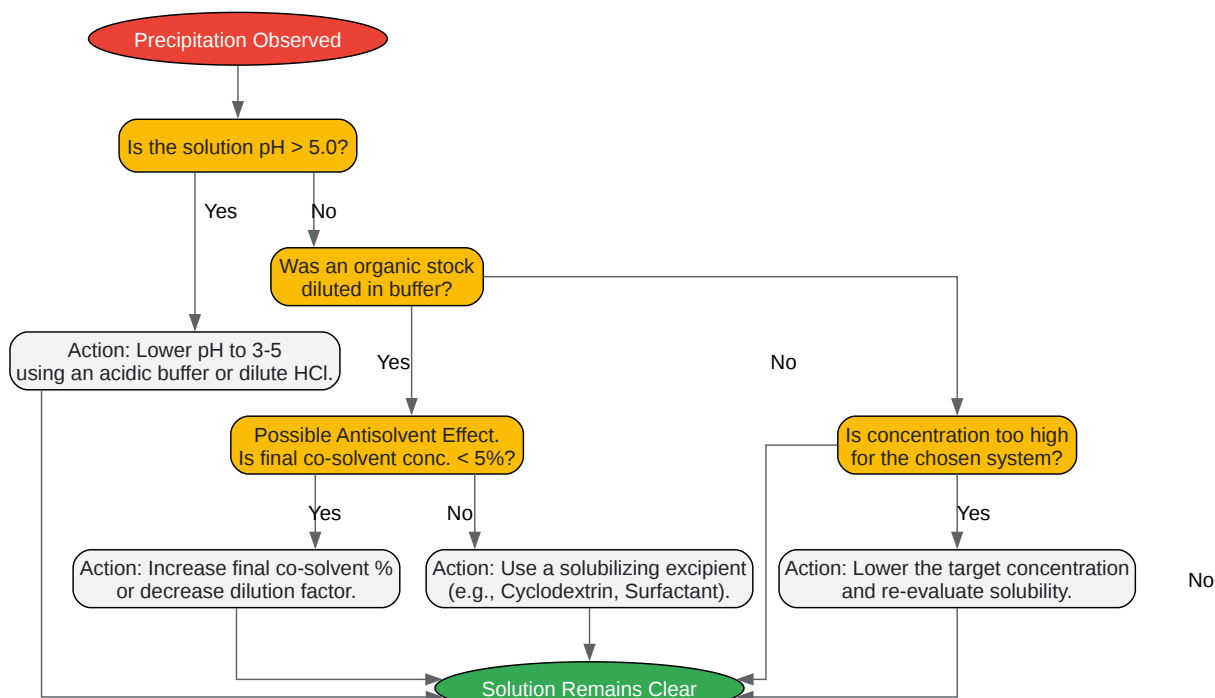 Precipitation Observed
Is the solution pH > 5.0?
Yes
No
Was an organic stock
diluted in buffer?
Action: Lower pH to 3-5
using an acidic buffer or dilute HCl.
Yes
No
Possible Antisolvent Effect.
Is final co-solvent conc. < 5%?
Is concentration too high
for the chosen system?
Yes
No
Yes
Action: Increase final co-solvent %
or decrease dilution factor.
Action: Use a solubilizing excipient
(e.g., Cyclodextrin, Surfactant).
Action: Lower the target concentration
and re-evaluate solubility.
No
Solution Remains Clear